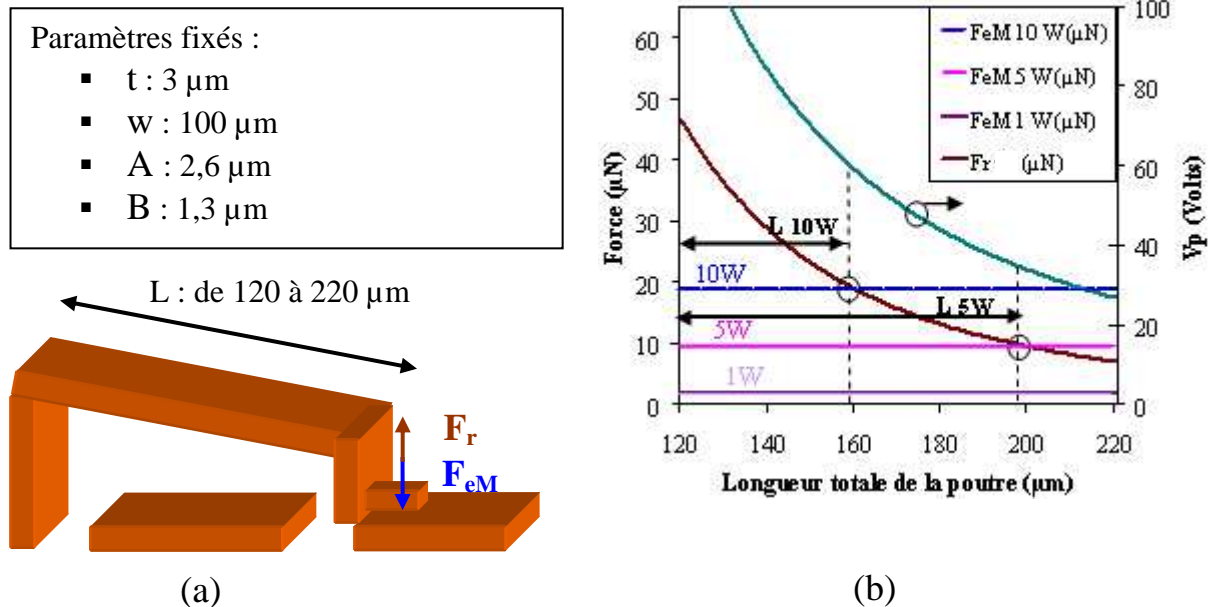 Paramètres fixés :
▪ t : 3 µm
▪ w : 100 µm
▪ A : 2,6 µm
▪ B : 1,3 µm
L : de 120 à 220 µm
Fr
FeM
(a)
Force (µN)
60
50
40
30
20
10
0
100
80
60
40
20
0
Vp (Volts)
FeM 10 W(µN)
FeM 5 W(µN)
FeM 1 W(µN)
Fr (µN)
L 10W
10W
L 5W
5W
1W
120 140 160 180 200 220
Longueur totale de la poutre (µm)
(b)